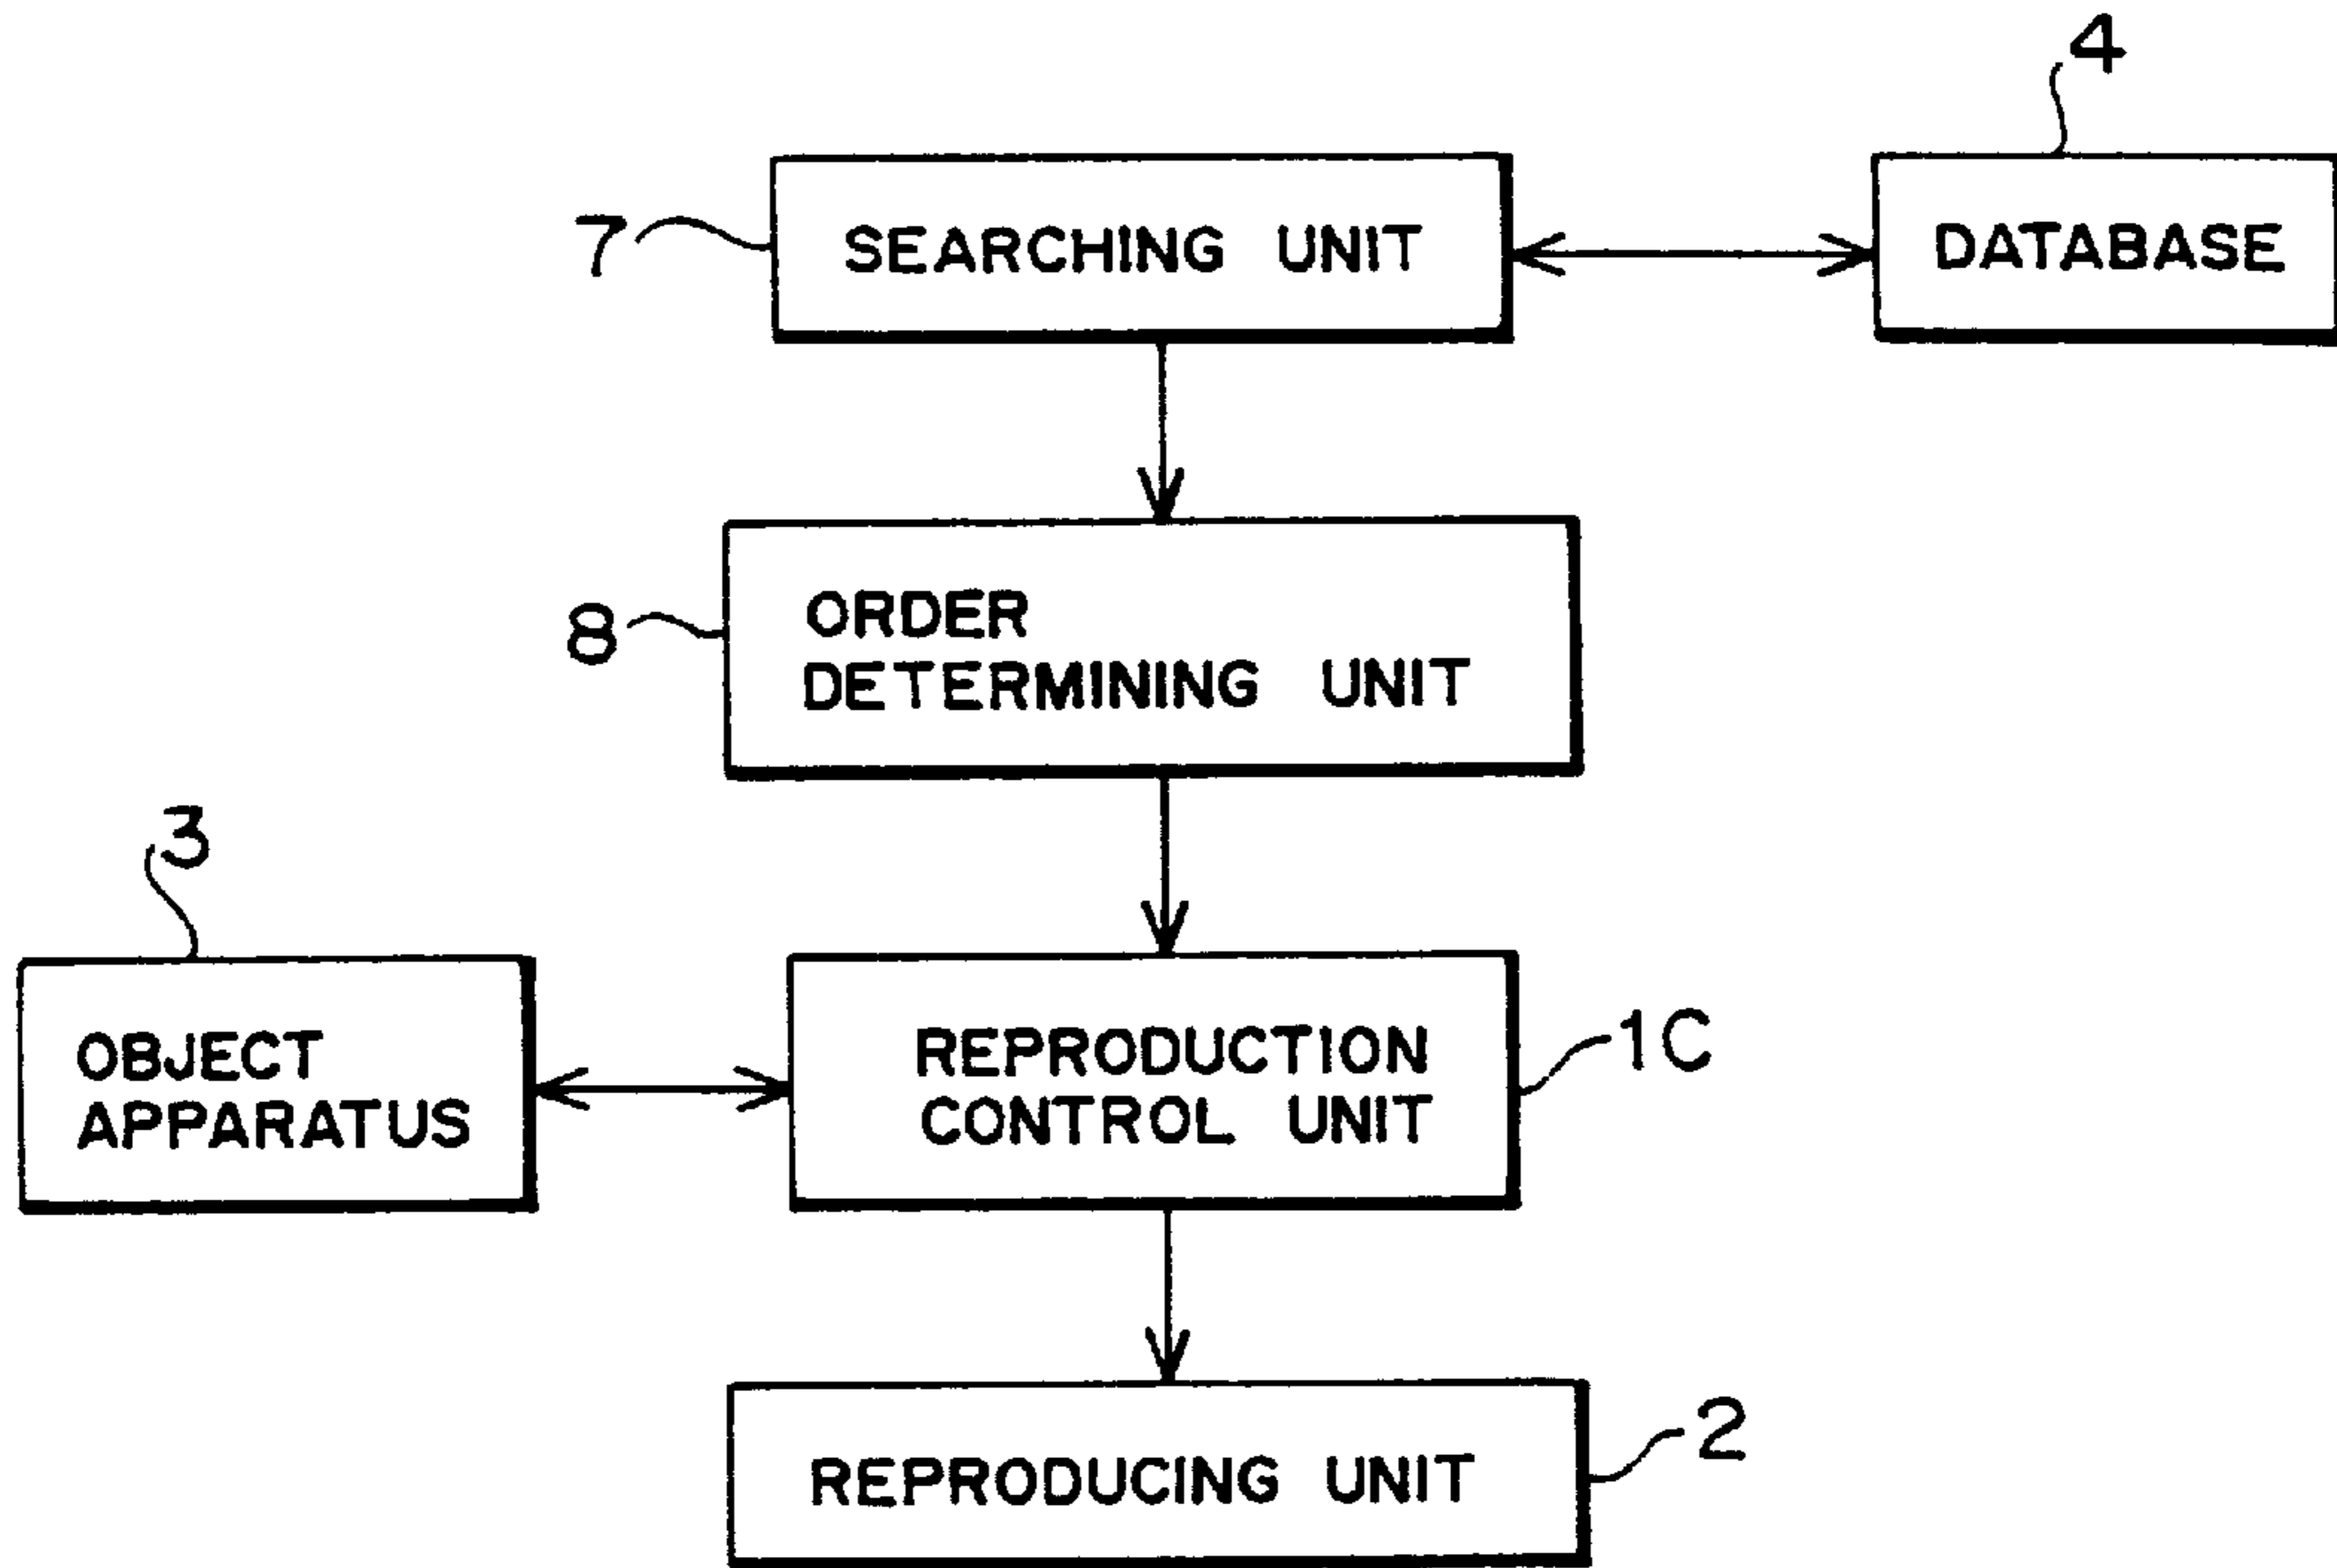 4
7
SEARCHING UNIT
DATABASE
8
ORDER
DETERMINING UNIT
3
OBJECT
APPARATUS
REPRODUCTION
CONTROL UNIT
1C
REPRODUCING UNIT
2